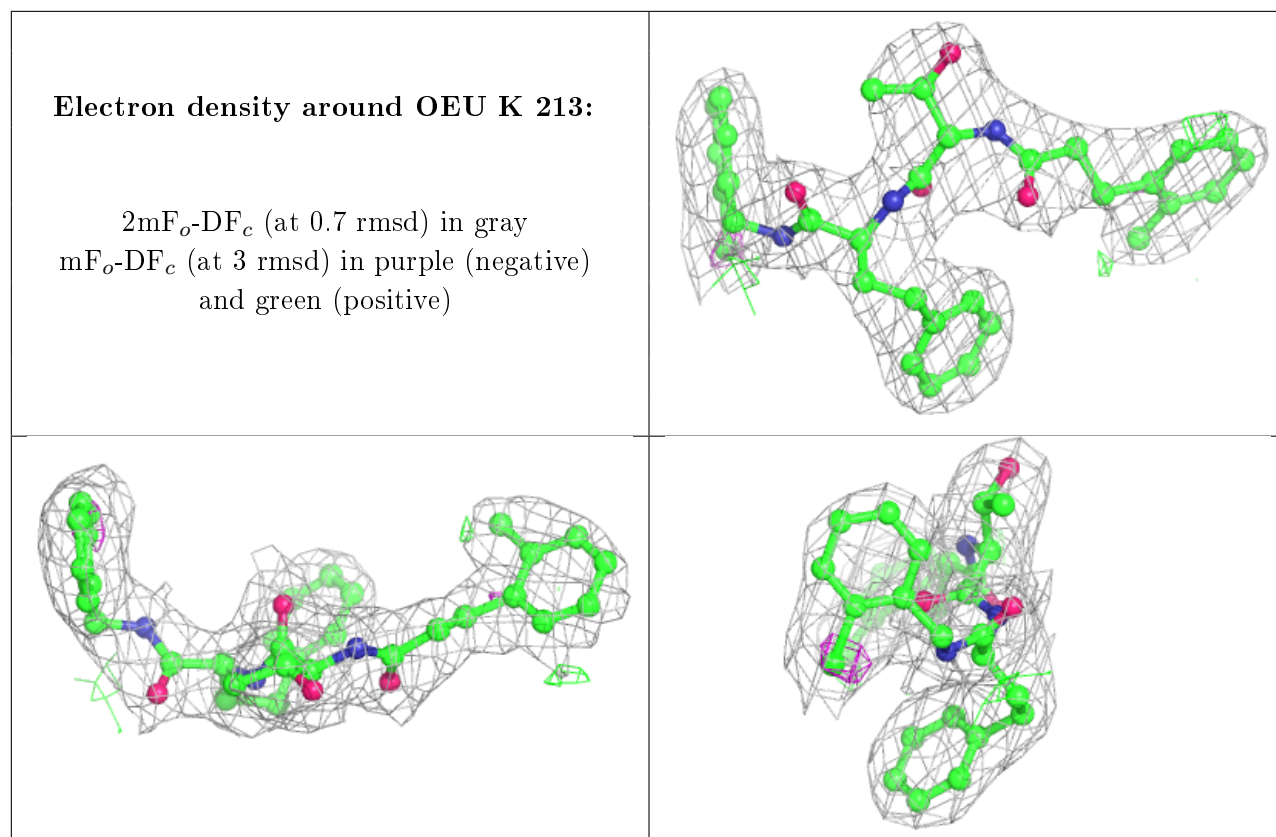 Electron density around OEU K 213:
2mFₒ-DF𝒸 (at 0.7 rmsd) in gray
mFₒ-DF𝒸 (at 3 rmsd) in purple (negative)
and green (positive)